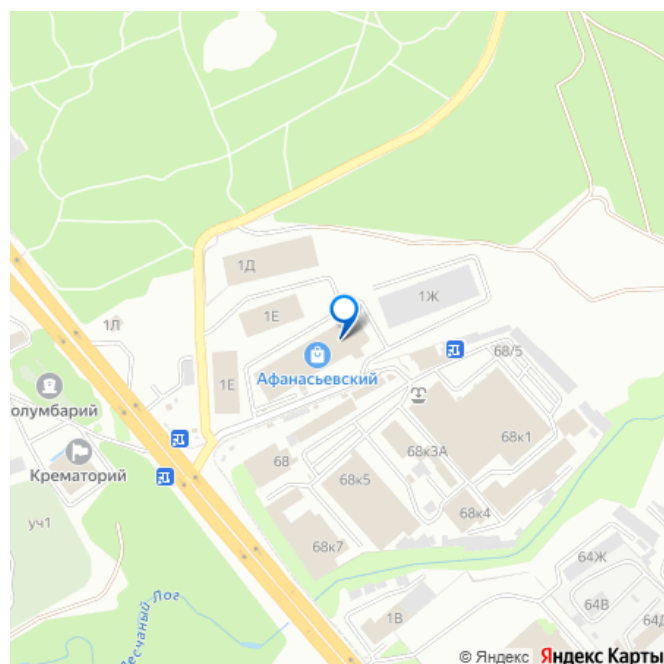 1Д
1Е
1Ж
1Л
1Е
Афанасьевский
68/5
олумбарий
Крематорий
68
68к3А
68к1
68к5
68к4
уч1
68к7
64Ж
64В
64Д
1В
Песчаный Лог
© Яндекс Яндекс Карты